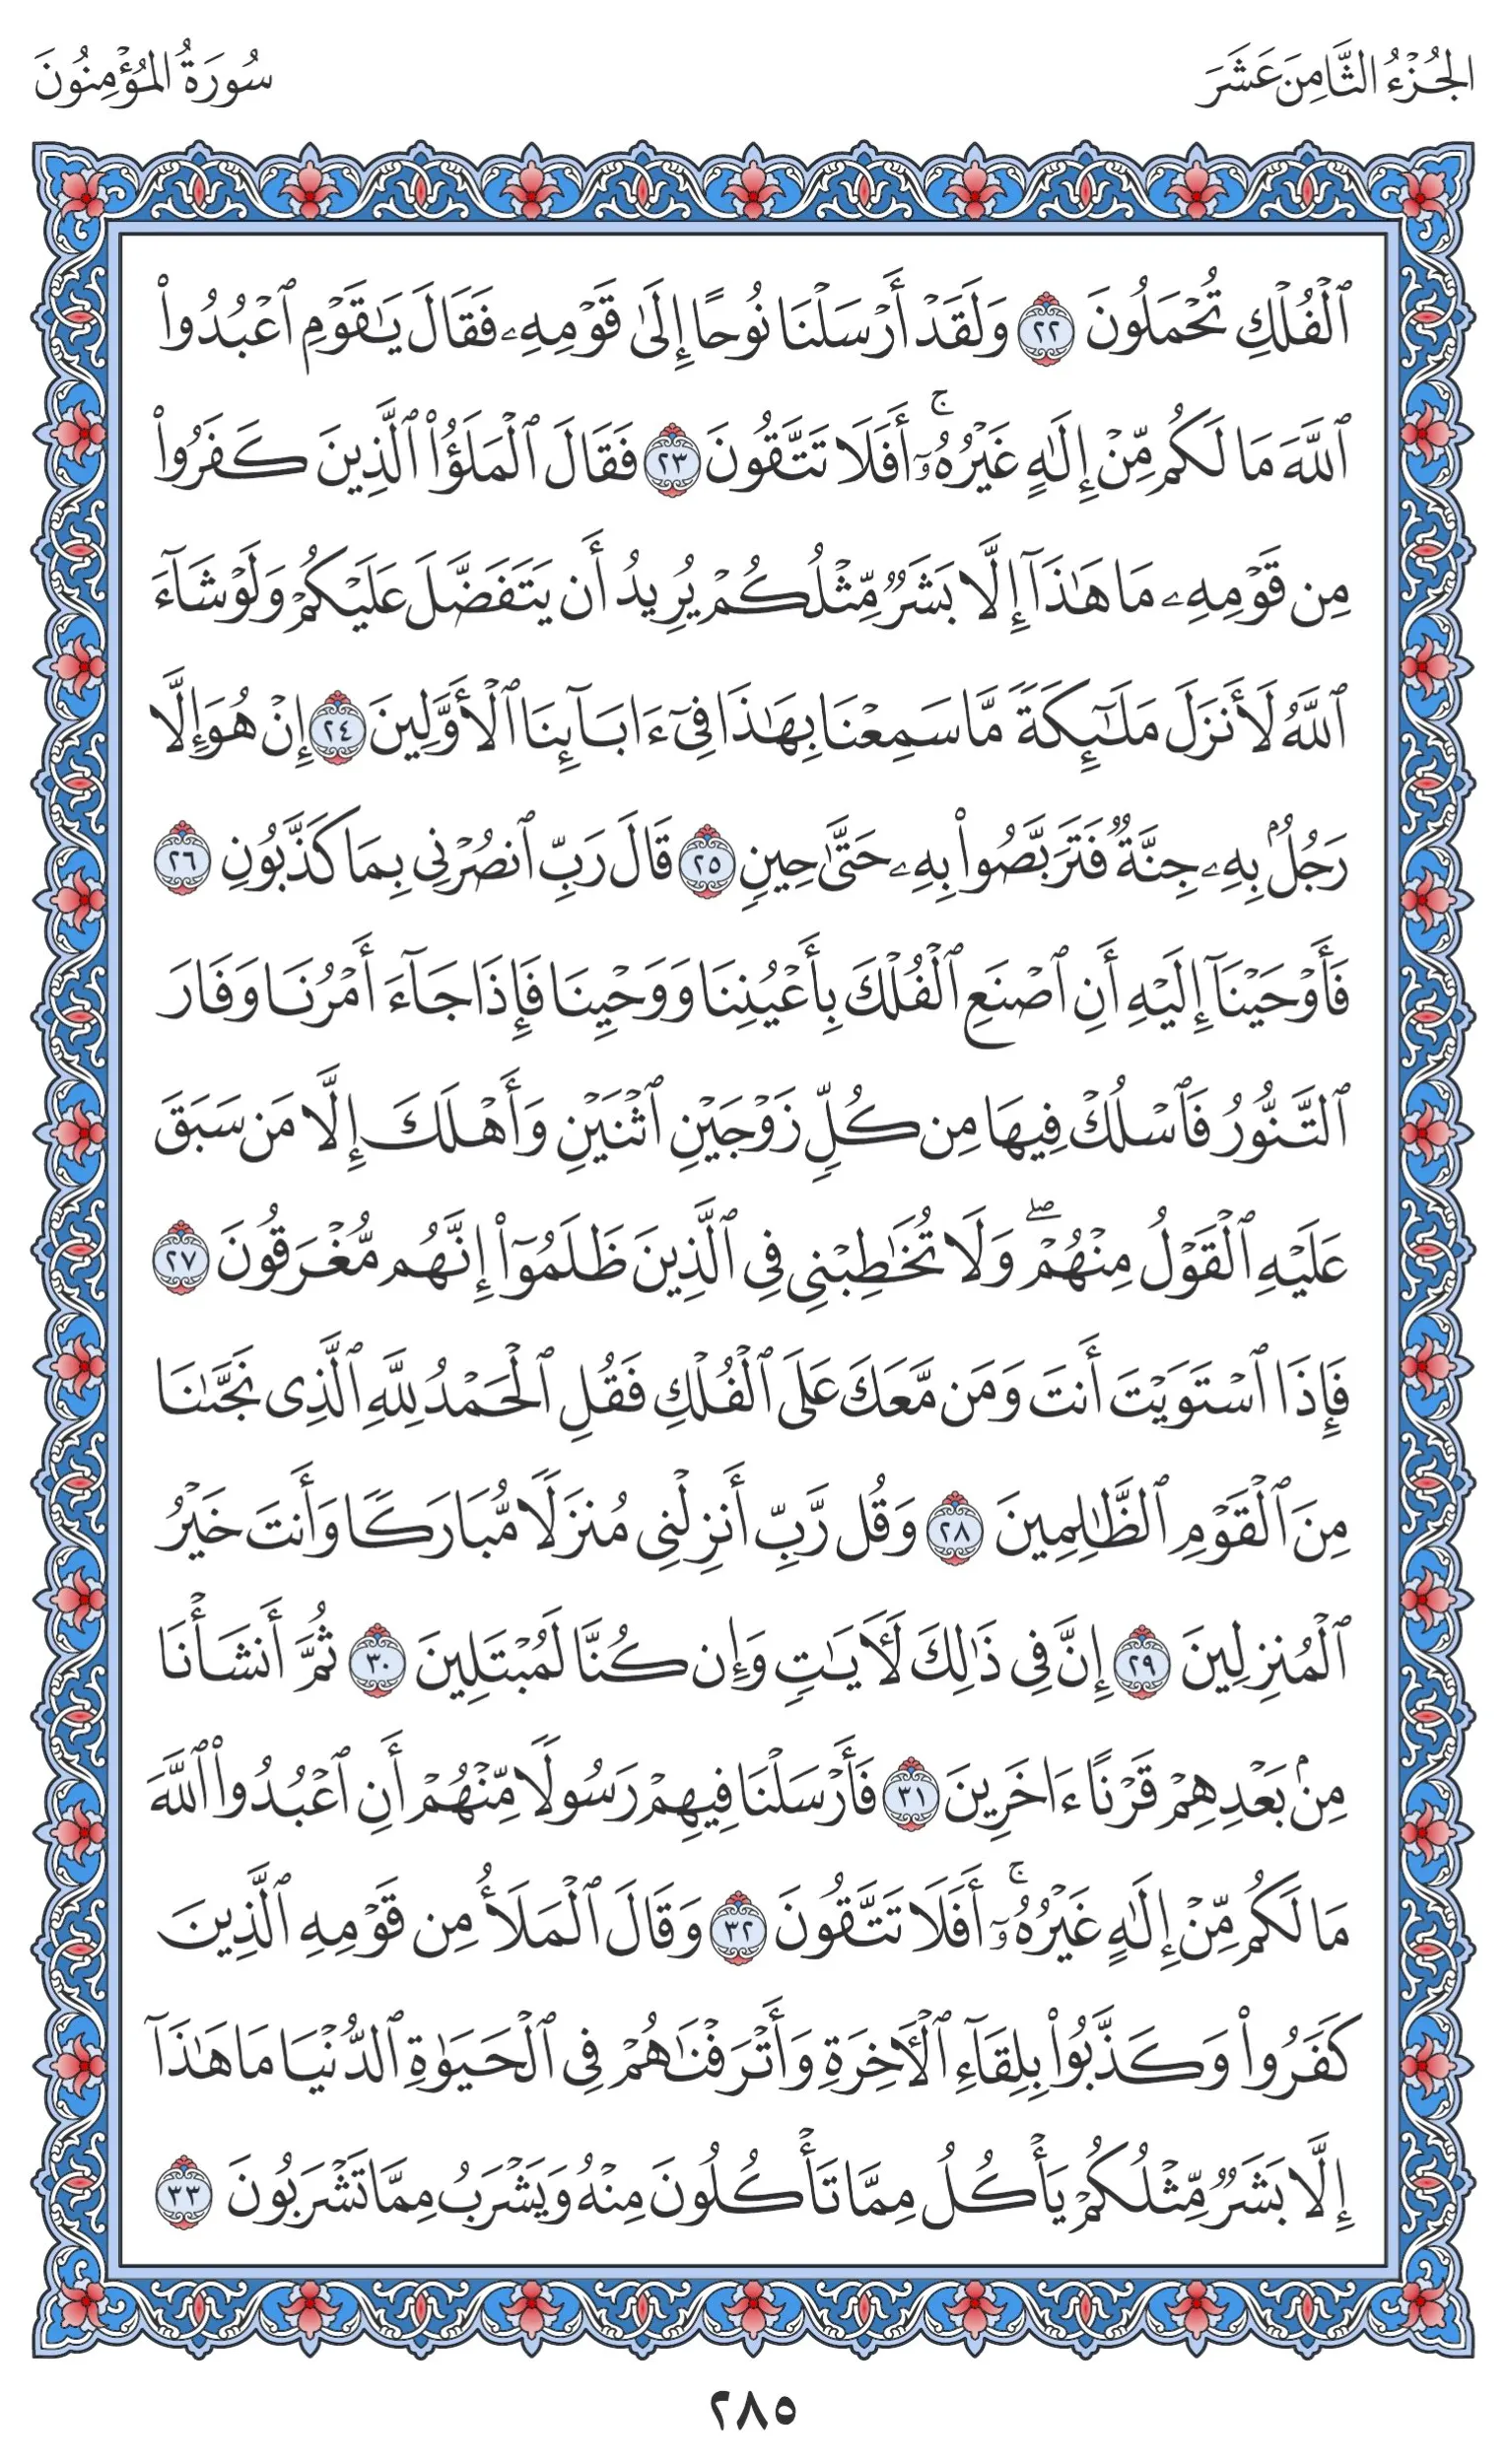 الجُزْءُ الثَّامِنَ عَشَرَ
سُورَةُ المُؤْمِنُونَ
ٱلْفُلْكِ تُحْمَلُونَ ٢٢ وَلَقَدْ أَرْسَلْنَا نُوحًا إِلَىٰ قَوْمِهِۦ فَقَالَ يَـٰقَوْمِ ٱعْبُدُوا۟
ٱللَّهَ مَا لَكُم مِّنْ إِلَـٰهٍ غَيْرُهُۥٓ ۚ أَفَلَا تَتَّقُونَ ٢٣ فَقَالَ ٱلْمَلَؤُا۟ ٱلَّذِينَ كَفَرُوا۟
مِن قَوْمِهِۦ مَا هَـٰذَآ إِلَّا بَشَرٌ مِّثْلُكُمْ يُرِيدُ أَن يَتَفَضَّلَ عَلَيْكُمْ وَلَوْ شَآءَ
ٱللَّهُ لَأَنزَلَ مَلَـٰٓئِكَةً مَّا سَمِعْنَا بِهَـٰذَا فِىٓ ءَابَآئِنَا ٱلْأَوَّلِينَ ٢٤ إِنْ هُوَ إِلَّا
رَجُلٌۢ بِهِۦ جِنَّةٌ فَتَرَبَّصُوا۟ بِهِۦ حَتَّىٰ حِينٍ ٢٥ قَالَ رَبِّ ٱنصُرْنِى بِمَا كَذَّبُونِ ٢٦
فَأَوْحَيْنَآ إِلَيْهِ أَنِ ٱصْنَعِ ٱلْفُلْكَ بِأَعْيُنِنَا وَوَحْيِنَا فَإِذَا جَآءَ أَمْرُنَا وَفَارَ
ٱلتَّنُّورُ فَٱسْلُكْ فِيهَا مِن كُلٍّ زَوْجَيْنِ ٱثْنَيْنِ وَأَهْلَكَ إِلَّا مَن سَبَقَ
عَلَيْهِ ٱلْقَوْلُ مِنْهُمْ ۖ وَلَا تُخَـٰطِبْنِى فِى ٱلَّذِينَ ظَلَمُوٓا۟ إِنَّهُم مُّغْرَقُونَ ٢٧
فَإِذَا ٱسْتَوَيْتَ أَنتَ وَمَن مَّعَكَ عَلَى ٱلْفُلْكِ فَقُلِ ٱلْحَمْدُ لِلَّهِ ٱلَّذِى نَجَّىٰنَا
مِنَ ٱلْقَوْمِ ٱلظَّـٰلِمِينَ ٢٨ وَقُل رَّبِّ أَنزِلْنِى مُنزَلًا مُّبَارَكًا وَأَنتَ خَيْرُ
ٱلْمُنزِلِينَ ٢٩ إِنَّ فِى ذَٰلِكَ لَـَٔايَـٰتٍ وَإِن كُنَّا لَمُبْتَلِينَ ٣٠ ثُمَّ أَنشَأْنَا
مِنۢ بَعْدِهِمْ قَرْنًا ءَاخَرِينَ ٣١ فَأَرْسَلْنَا فِيهِمْ رَسُولًا مِّنْهُمْ أَنِ ٱعْبُدُوا۟ ٱللَّهَ
مَا لَكُم مِّنْ إِلَـٰهٍ غَيْرُهُۥٓ ۚ أَفَلَا تَتَّقُونَ ٣٢ وَقَالَ ٱلْمَلَأُ مِن قَوْمِهِ ٱلَّذِينَ
كَفَرُوا۟ وَكَذَّبُوا۟ بِلِقَآءِ ٱلْـَٔاخِرَةِ وَأَتْرَفْنَـٰهُمْ فِى ٱلْحَيَوٰةِ ٱلدُّنْيَا مَا هَـٰذَآ
إِلَّا بَشَرٌ مِّثْلُكُمْ يَأْكُلُ مِمَّا تَأْكُلُونَ مِنْهُ وَيَشْرَبُ مِمَّا تَشْرَبُونَ ٣٣
٢٨٥